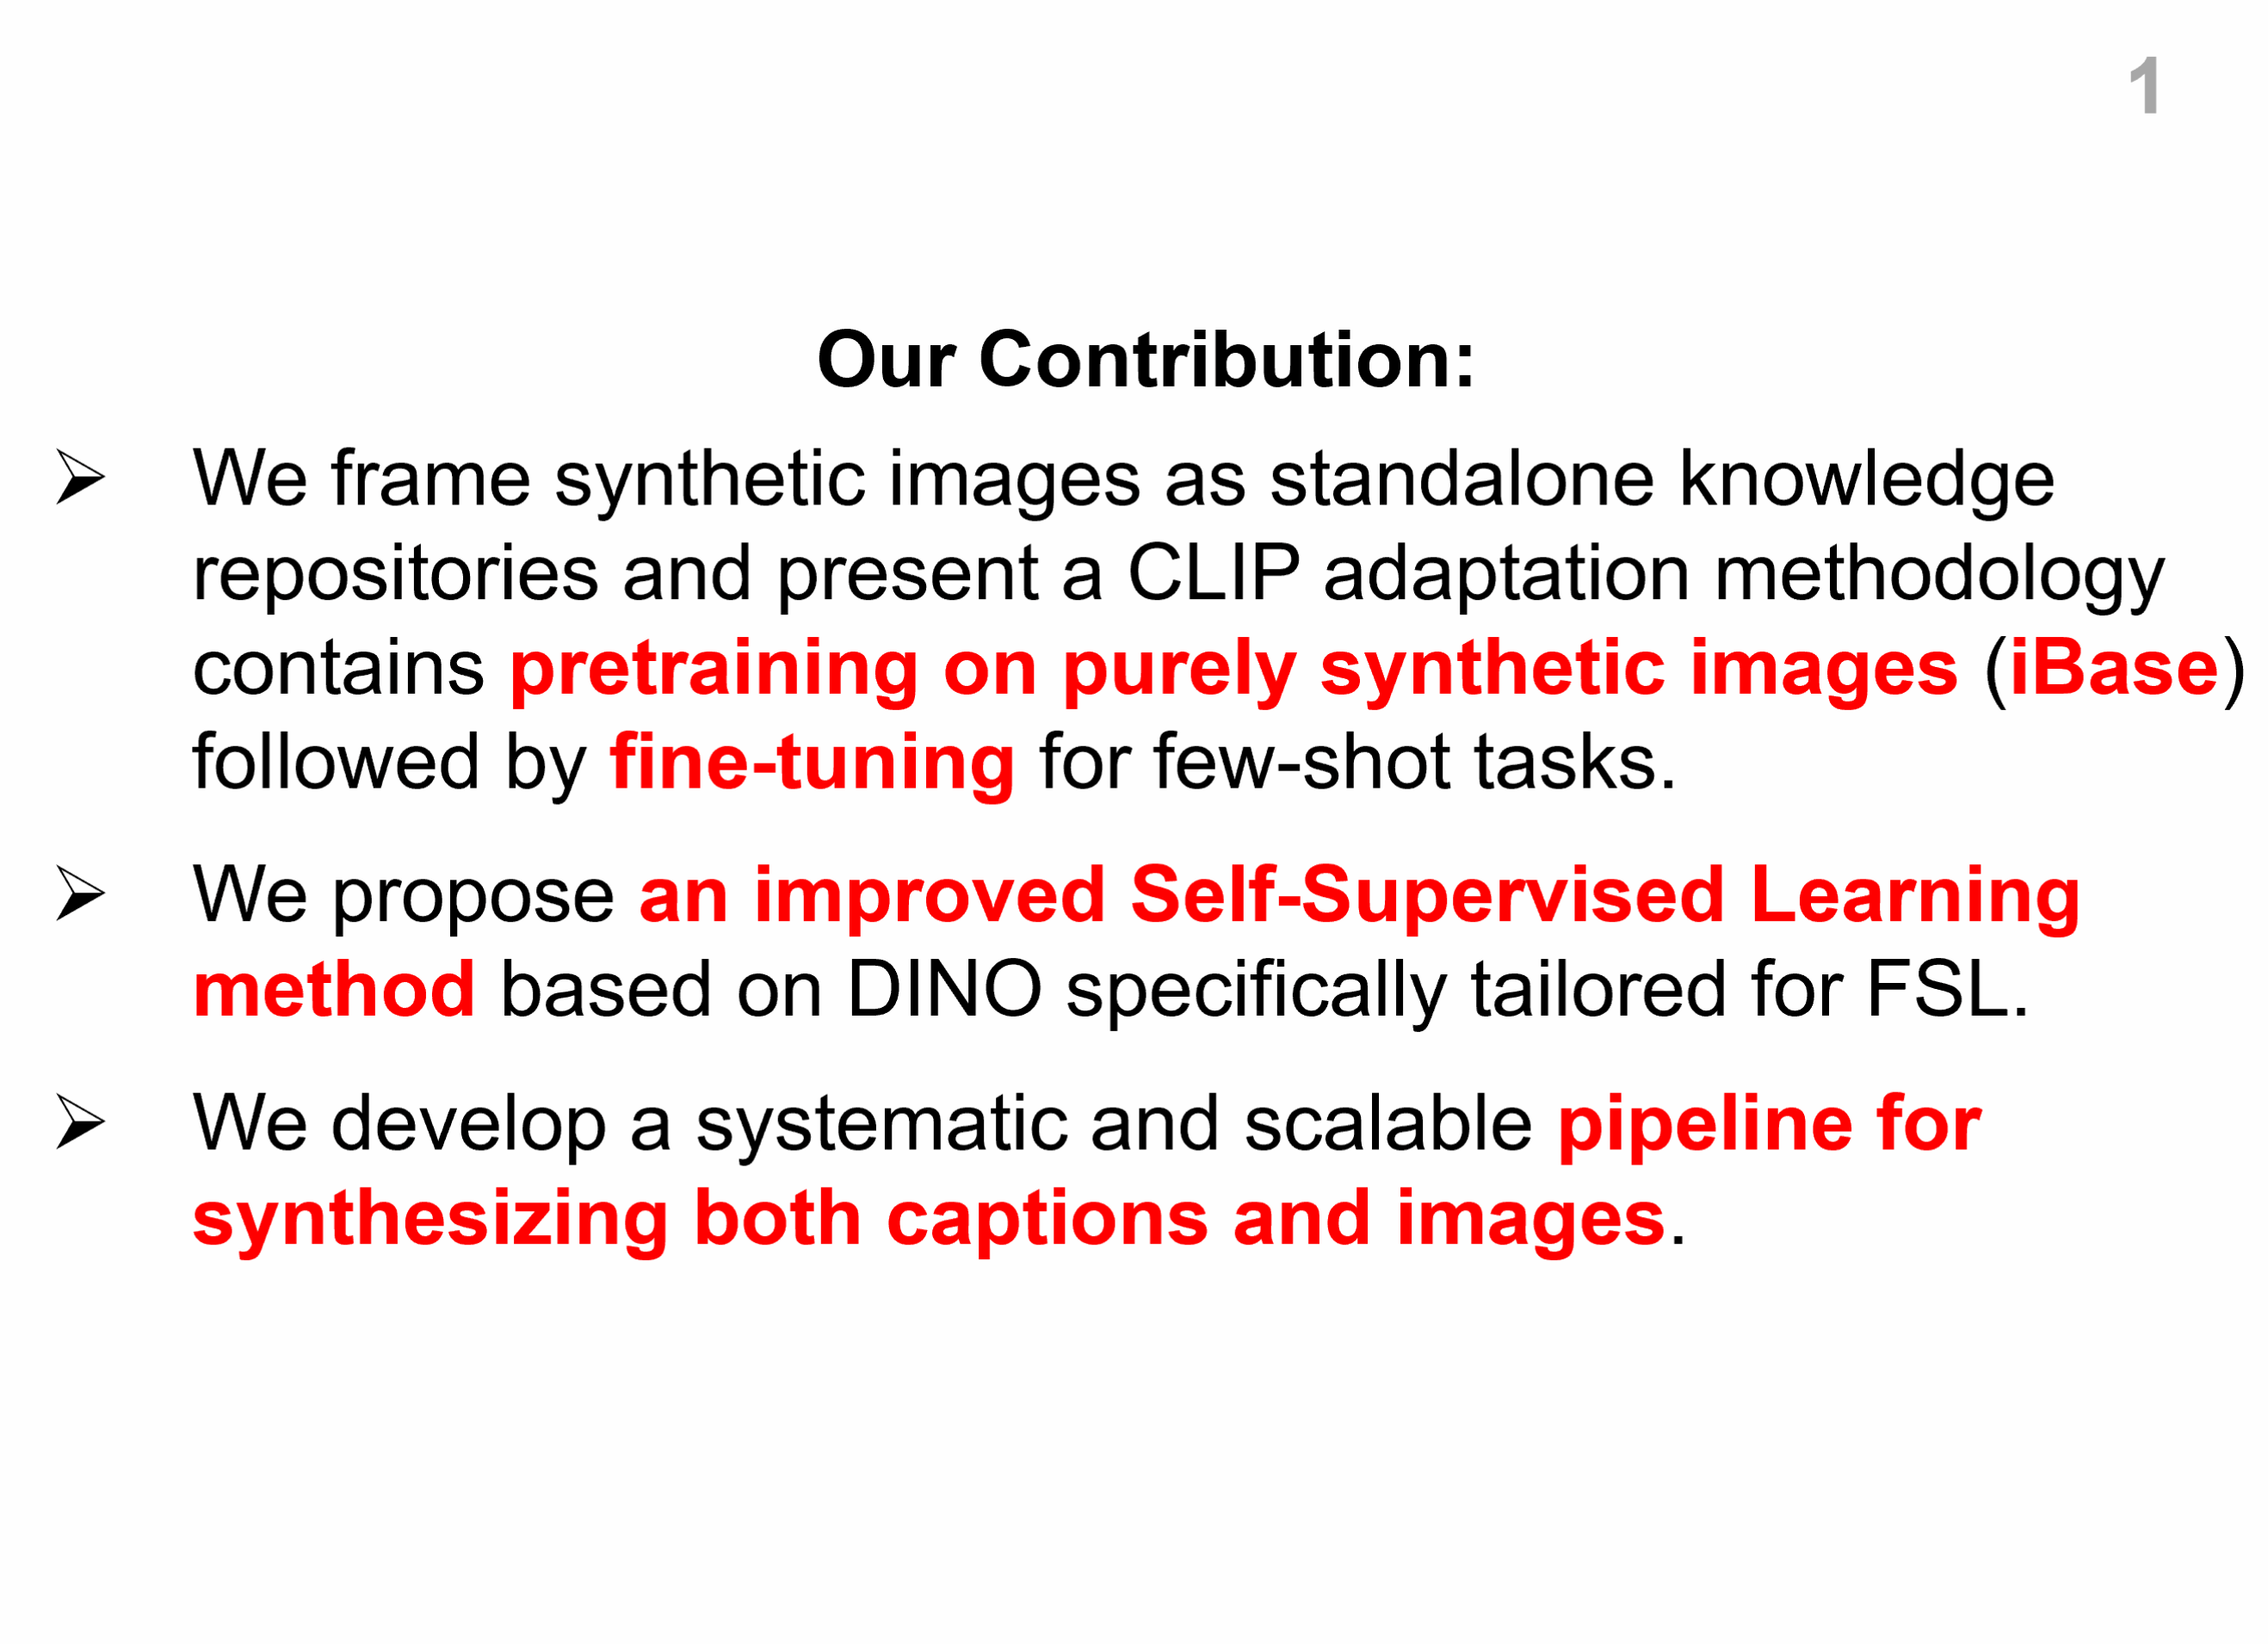 1
Our Contribution:
➢ We frame synthetic images as standalone knowledge
repositories and present a CLIP adaptation methodology
contains pretraining on purely synthetic images (iBase)
followed by fine-tuning for few-shot tasks.
➢ We propose an improved Self-Supervised Learning
method based on DINO specifically tailored for FSL.
➢ We develop a systematic and scalable pipeline for
synthesizing both captions and images.